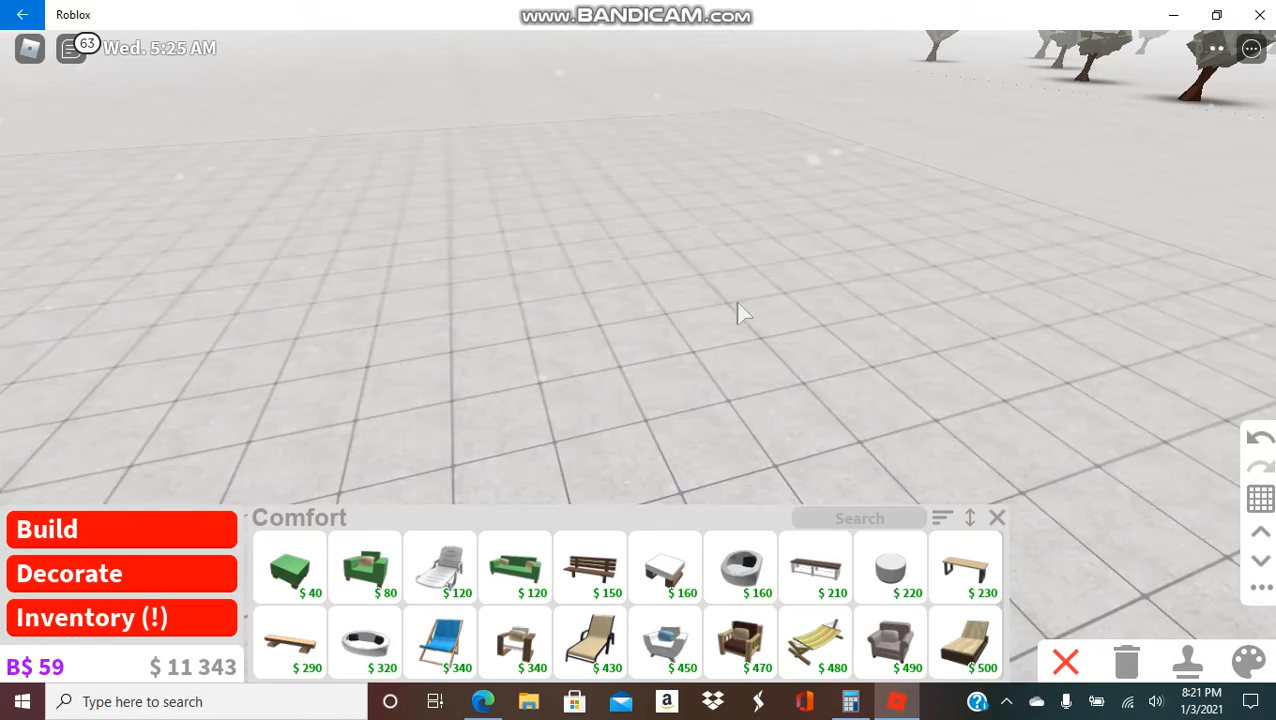 Roblox
www.BANDICAM.com
63
Wed. 5:25 AM
Build
Decorate
Inventory (!)
B$ 59
$ 11 343
Comfort
Search
$ 40
$ 80
$ 120
$ 120
$ 150
$ 160
$ 160
$ 210
$ 220
$ 230
$ 290
$ 320
$ 340
$ 340
$ 430
$ 450
$ 470
$ 480
$ 490
$ 500
Type here to search
8:21 PM
1/3/2021